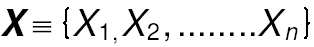 X ≡ {X₁, X₂, ........Xₙ}